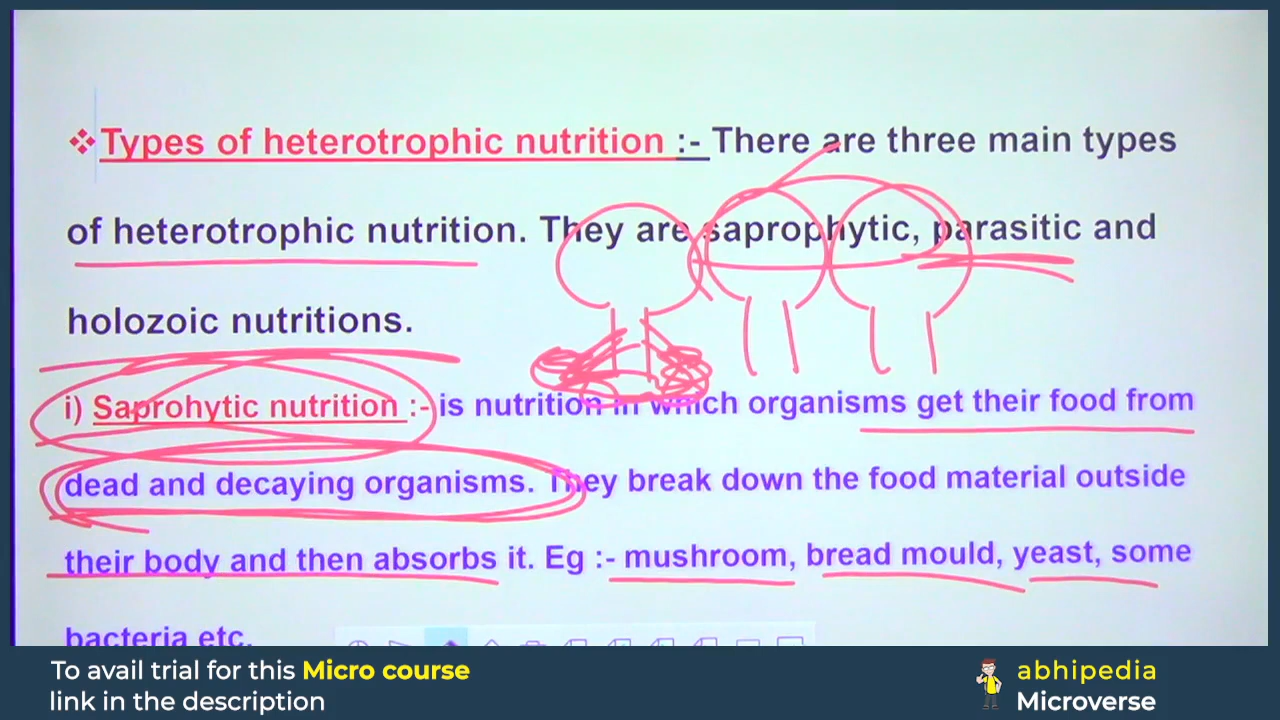 ❖Types of heterotrophic nutrition :- There are three main types
of heterotrophic nutrition. They are saprophytic, parasitic and
holozoic nutritions.
i) Saprohytic nutrition :- is nutrition in which organisms get their food from
dead and decaying organisms. They break down the food material outside
their body and then absorbs it. Eg :- mushroom, bread mould, yeast, some
bacteria etc.
To avail trial for this Micro course
link in the description
abhipedia
Microverse